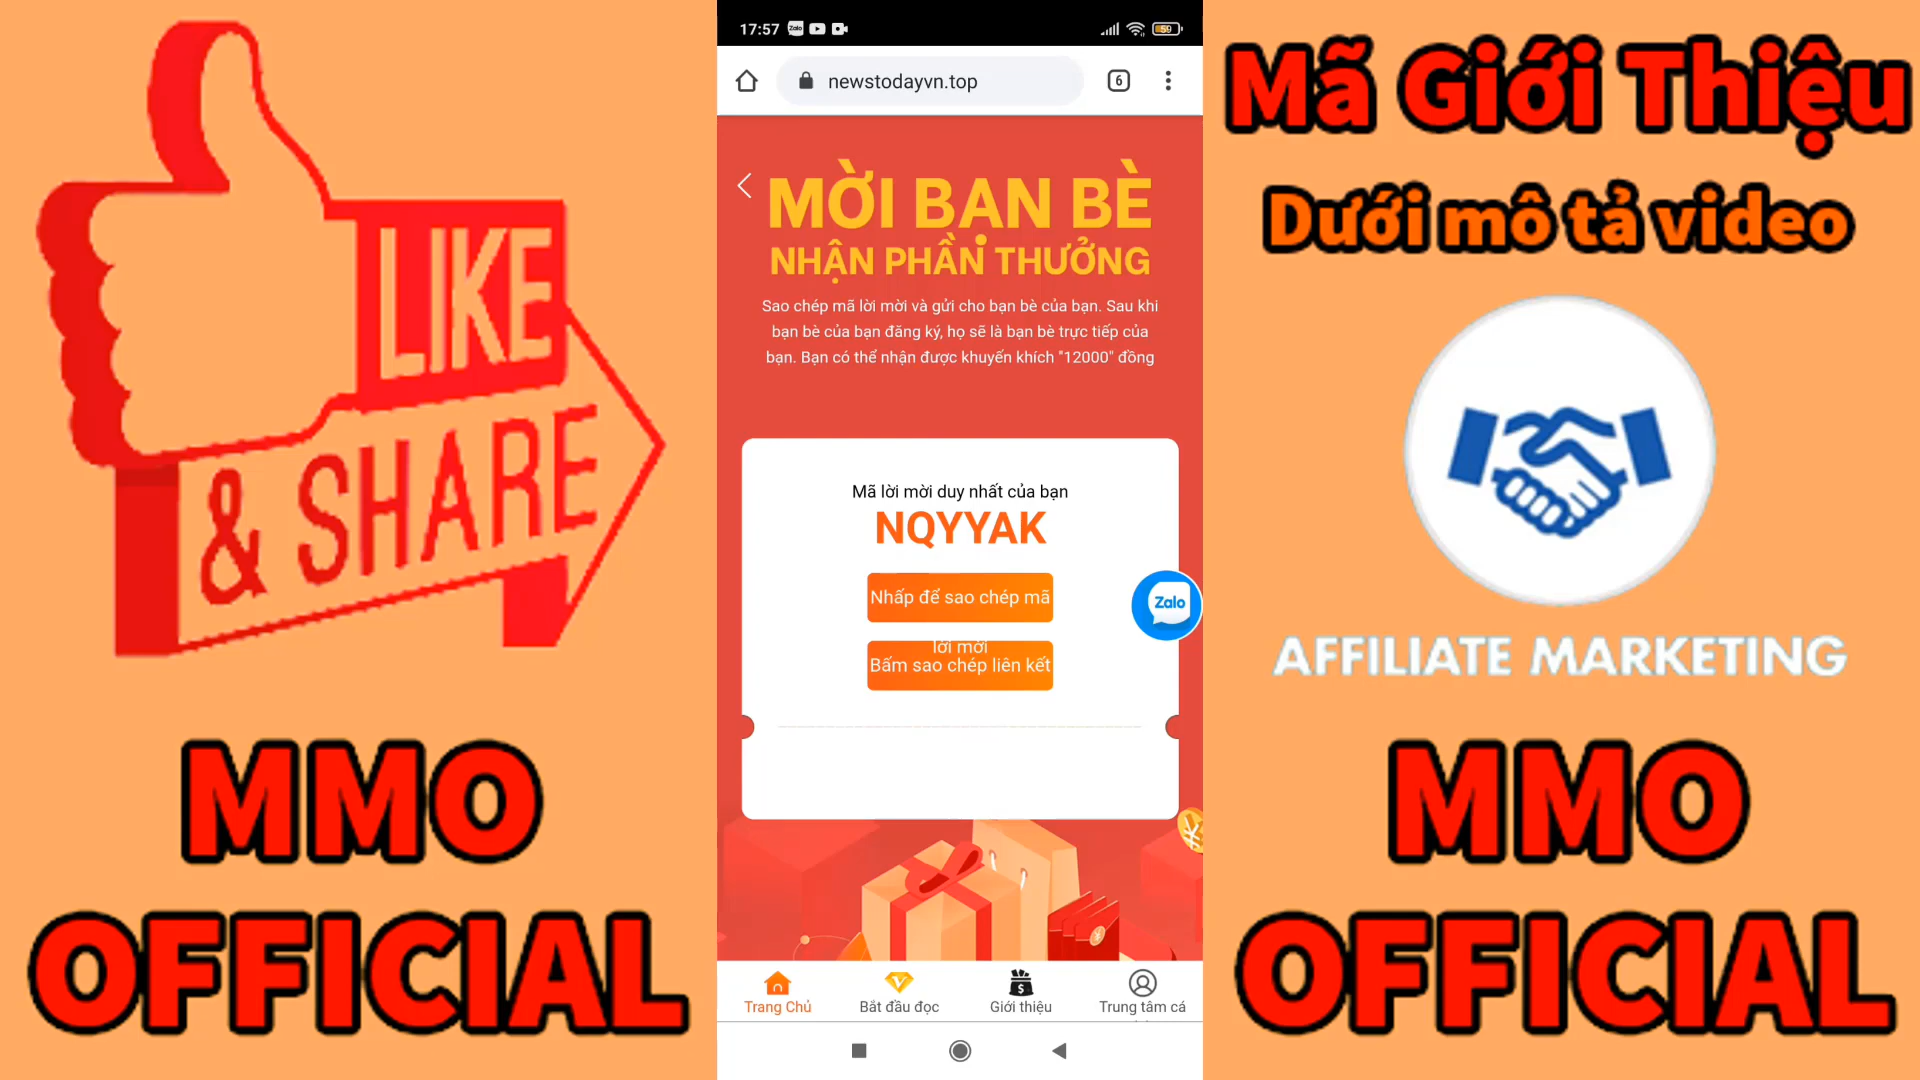 LIKE
& SHARE
MMO
OFFICIAL
17:57
Zalo
59
newstodayvn.top
6
MỜI BẠN BÈ
NHẬN PHẦN THƯỞNG
Sao chép mã lời mời và gửi cho bạn bè của bạn. Sau khi
bạn bè của bạn đăng ký, họ sẽ là bạn bè trực tiếp của
bạn. Bạn có thể nhận được khuyến khích "12000" đồng
Mã lời mời duy nhất của bạn
NQYYAK
Nhấp để sao chép mã
lời mời
Bấm sao chép liên kết
Zalo
Trang Chủ
Bắt đầu đọc
Giới thiệu
Trung tâm cá
Mã Giới Thiệu
Dưới mô tả video
AFFILIATE MARKETING
MMO
OFFICIAL